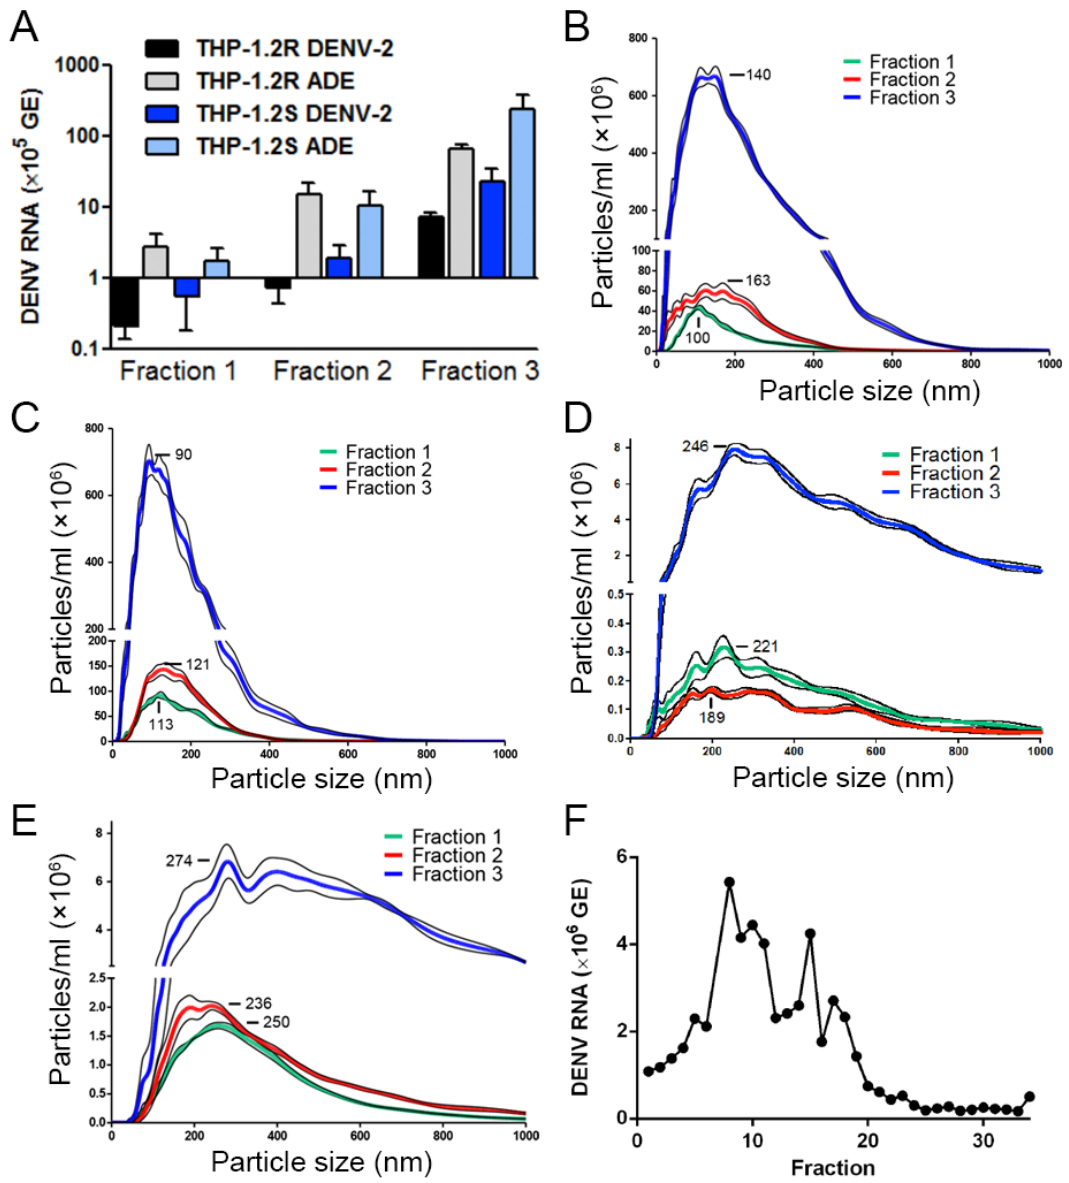 A
THP-1.2R DENV-2
THP-1.2R ADE
THP-1.2S DENV-2
THP-1.2S ADE
DENV RNA (×10⁵ GE)
1000
100
10
1
0.1
Fraction 1
Fraction 2
Fraction 3
B
Fraction 1
Fraction 2
Fraction 3
Particles/ml (×10⁶)
800
600
400
200
100
80
60
40
20
0
140
163
100
0
200
400
600
800
1000
Particle size (nm)
C
Fraction 1
Fraction 2
Fraction 3
Particles/ml (×10⁶)
800
600
400
200
200
150
100
50
0
90
121
113
0
200
400
600
800
1000
Particle size (nm)
D
Fraction 1
Fraction 2
Fraction 3
Particles/ml (×10⁶)
8
6
4
2
0.5
0.4
0.3
0.2
0.1
0.0
246
221
189
0
200
400
600
800
1000
Particle size (nm)
E
Fraction 1
Fraction 2
Fraction 3
Particles/ml (×10⁶)
8
6
4
2.5
2.0
1.5
1.0
0.5
0.0
274
236
250
0
200
400
600
800
1000
Particle size (nm)
F
DENV RNA (×10⁶ GE)
6
4
2
0
0
10
20
30
Fraction